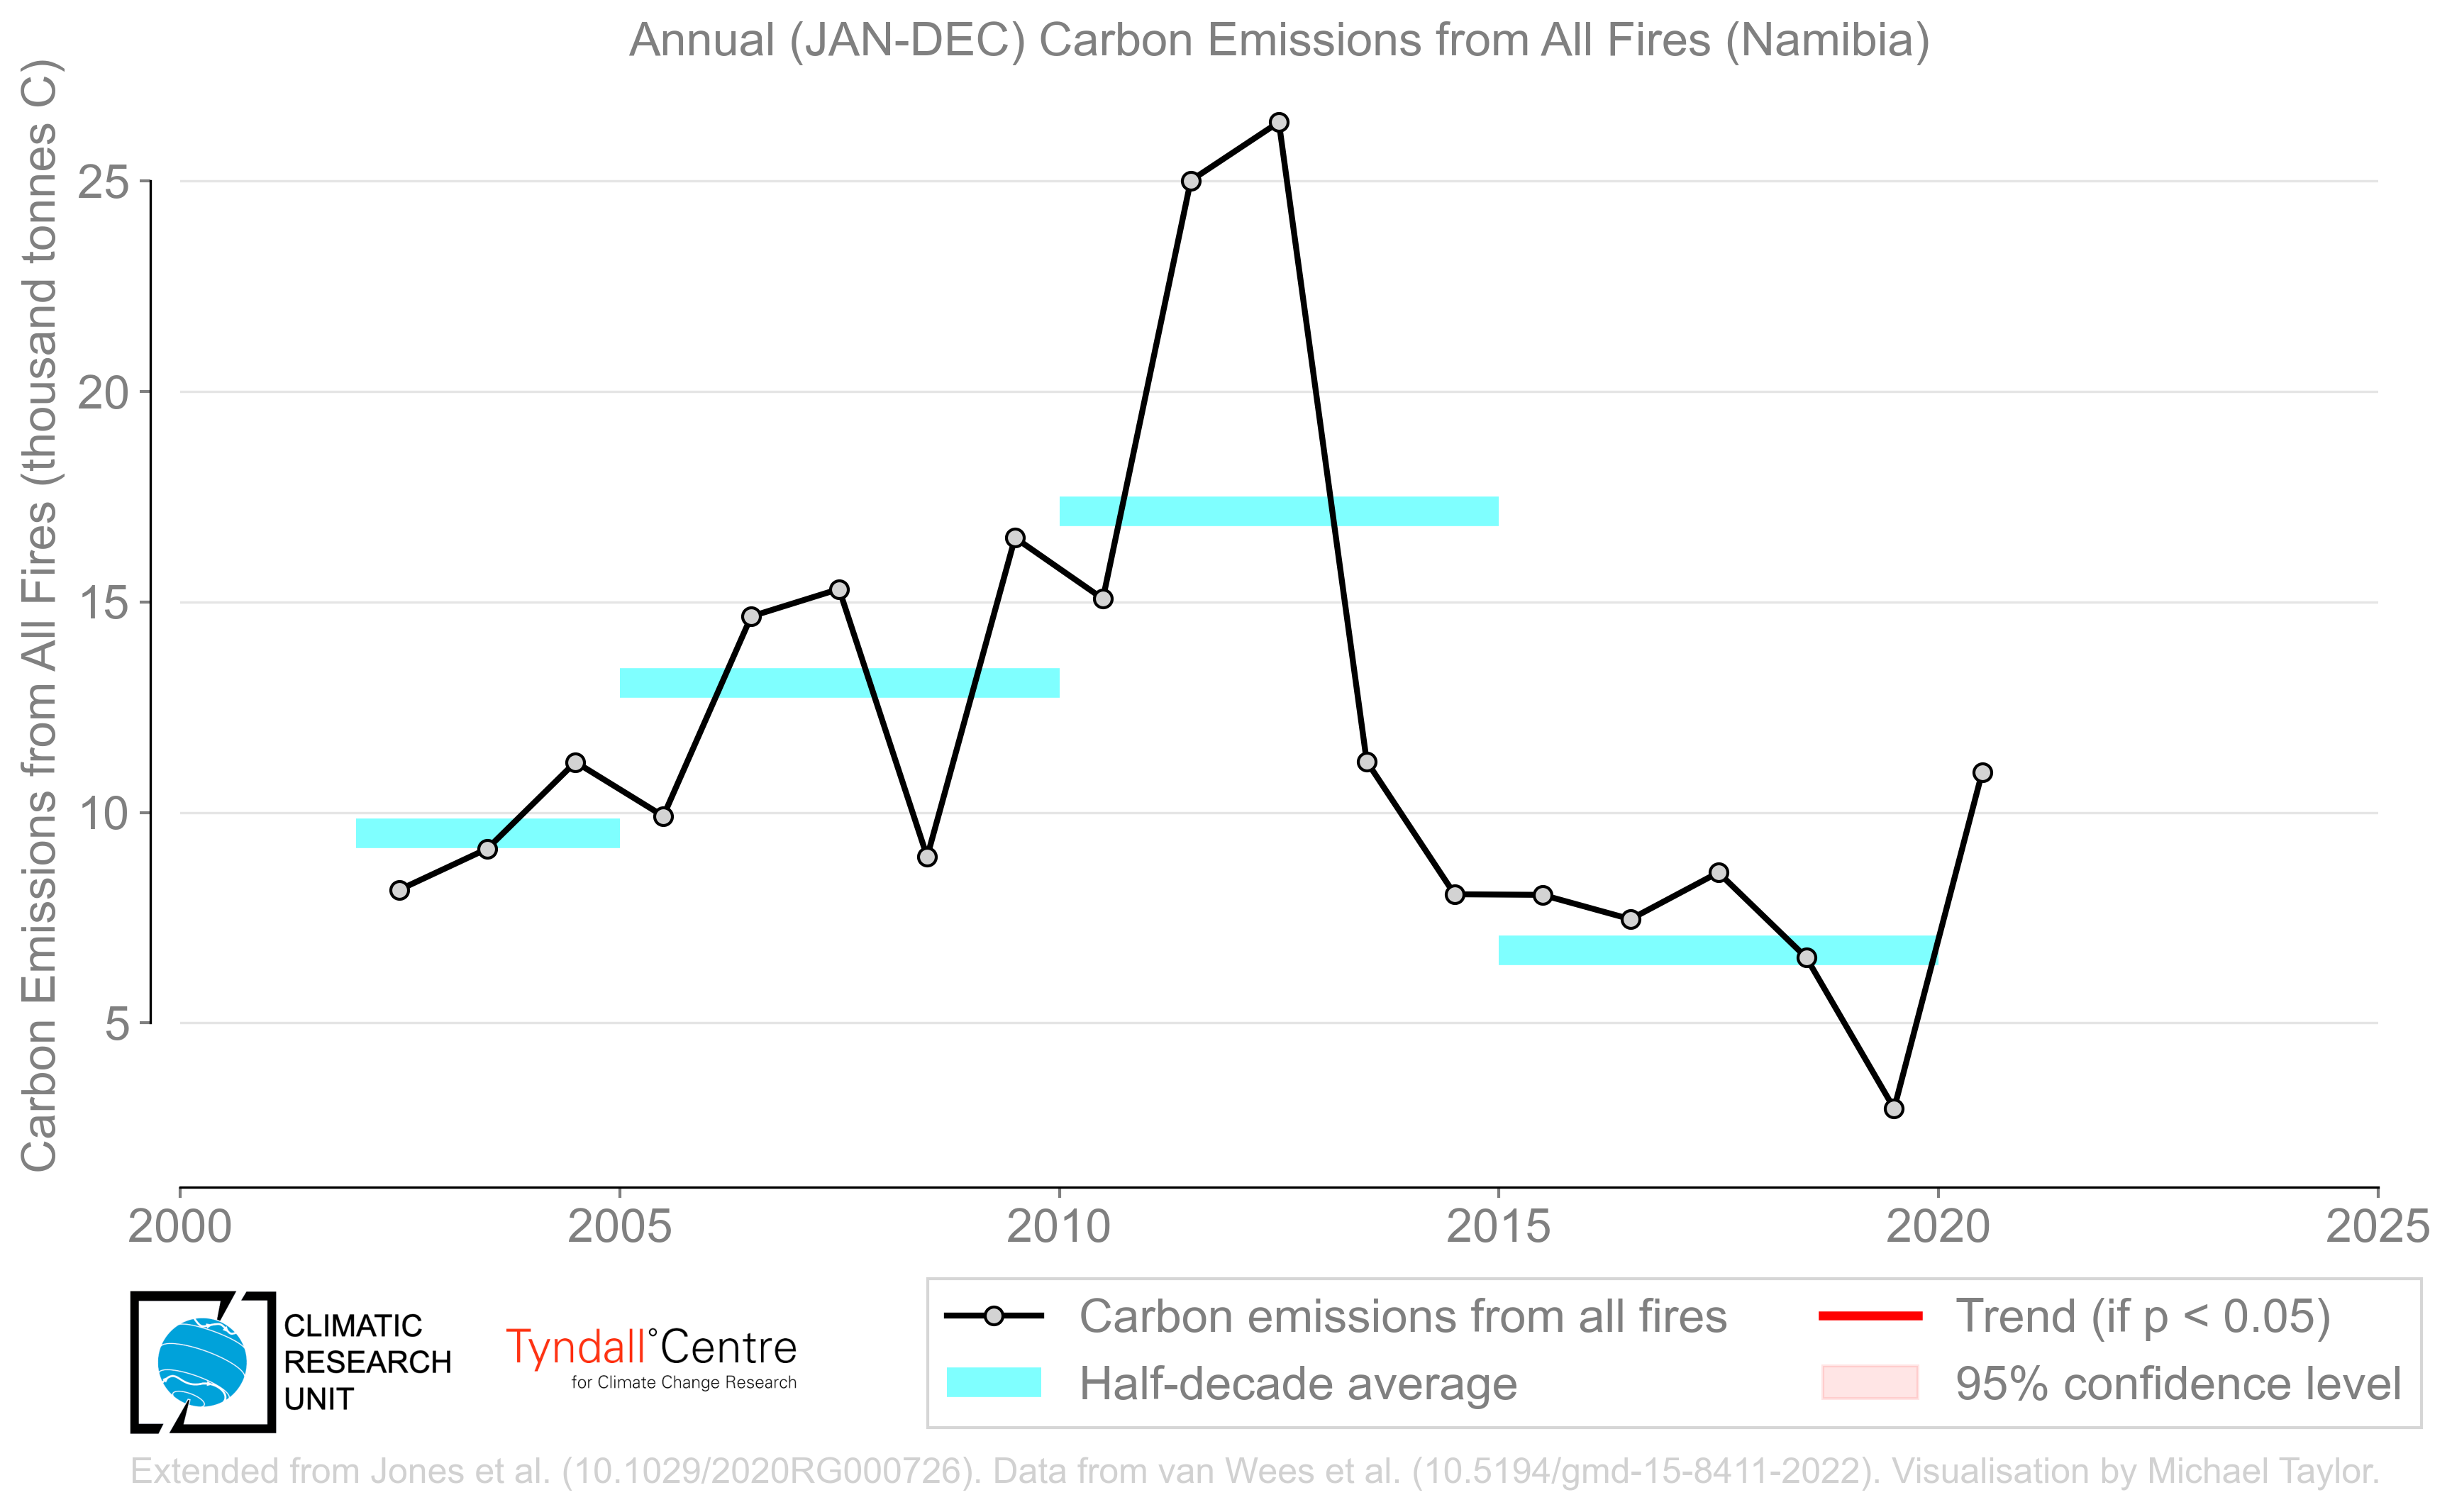 Annual (JAN-DEC) Carbon Emissions from All Fires (Namibia)
Carbon Emissions from All Fires (thousand tonnes C)
25
20
15
10
5
2000
2005
2010
2015
2020
2025
CLIMATIC
RESEARCH
UNIT
Tyndall°Centre
for Climate Change Research
Carbon emissions from all fires
Half-decade average
Trend (if p < 0.05)
95% confidence level
Extended from Jones et al. (10.1029/2020RG000726). Data from van Wees et al. (10.5194/gmd-15-8411-2022). Visualisation by Michael Taylor.